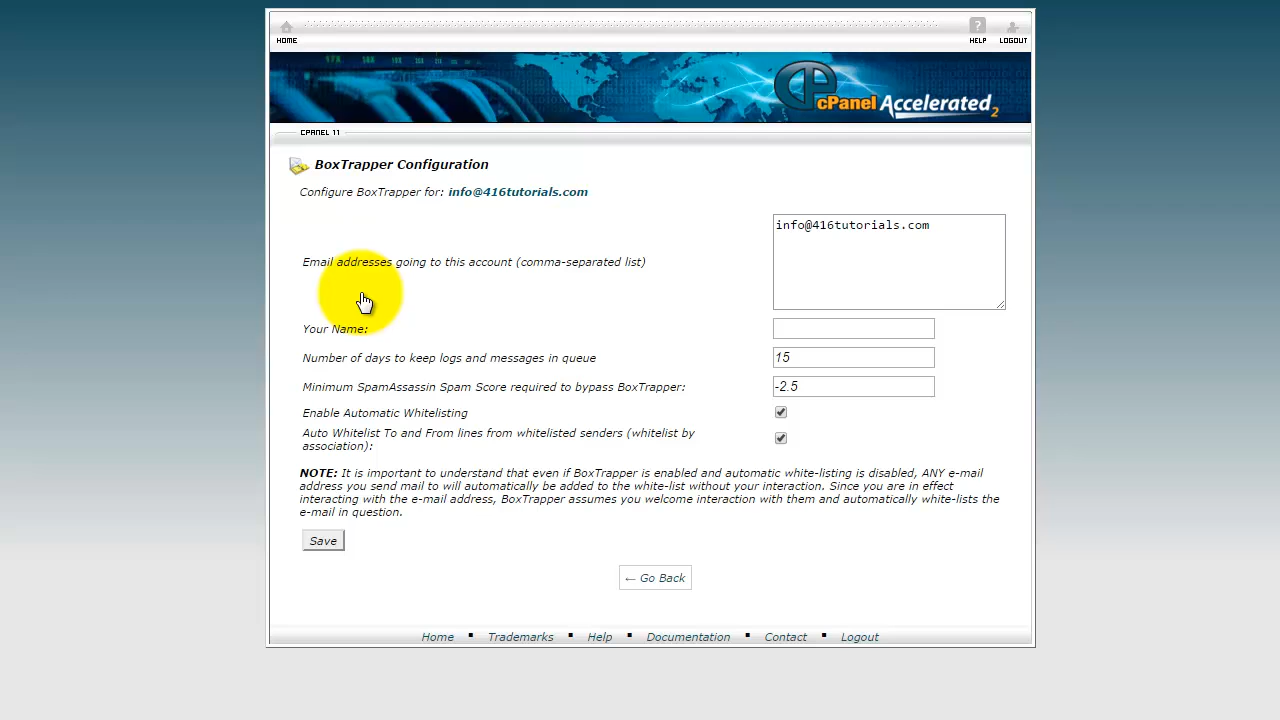 HOME
HELP
LOGOUT
cPanel Accelerated 2
CPANEL 11
BoxTrapper Configuration
Configure BoxTrapper for: info@416tutorials.com
Email addresses going to this account (comma-separated list)
info@416tutorials.com
Your Name:
Number of days to keep logs and messages in queue
15
Minimum SpamAssassin Spam Score required to bypass BoxTrapper:
-2.5
Enable Automatic Whitelisting
Auto Whitelist To and From lines from whitelisted senders (whitelist by
association):
NOTE: It is important to understand that even if BoxTrapper is enabled and automatic white-listing is disabled, ANY e-mail
address you send mail to will automatically be added to the white-list without your interaction. Since you are in effect
interacting with the e-mail address, BoxTrapper assumes you welcome interaction with them and automatically white-lists the
e-mail in question.
Save
← Go Back
Home ▪ Trademarks ▪ Help ▪ Documentation ▪ Contact ▪ Logout